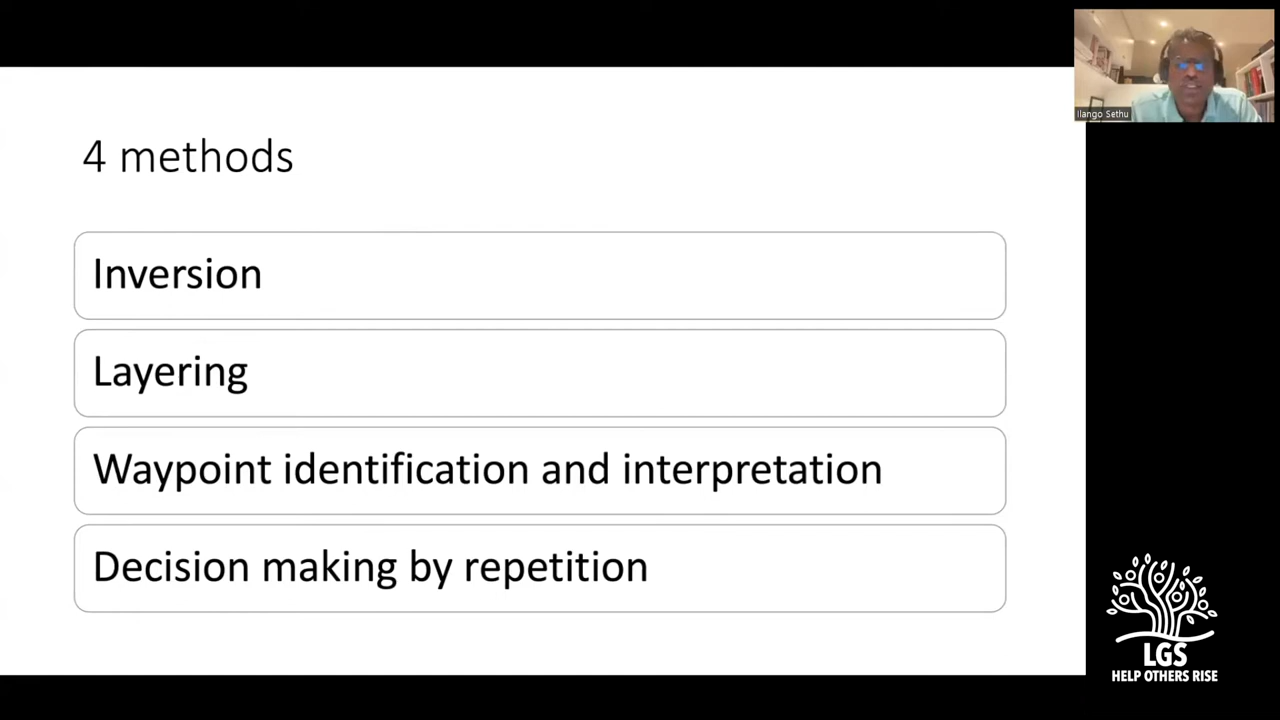 Ilango Sethu
4 methods
Inversion
Layering
Waypoint identification and interpretation
Decision making by repetition
LGS
HELP OTHERS RISE